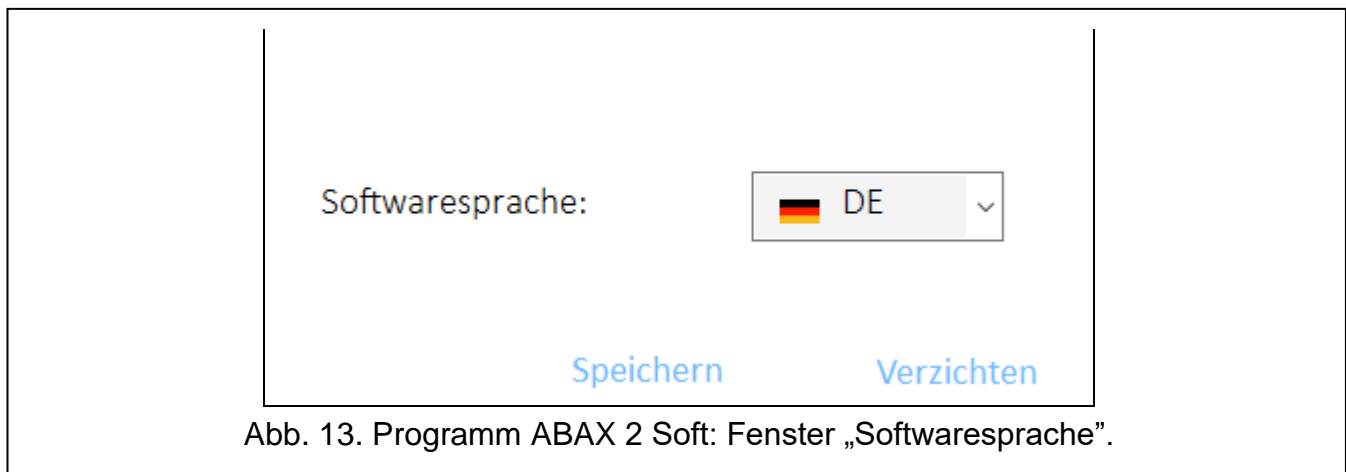 Softwaresprache: DE
Speichern Verzichten
Abb. 13. Programm ABAX 2 Soft: Fenster „Softwaresprache”.